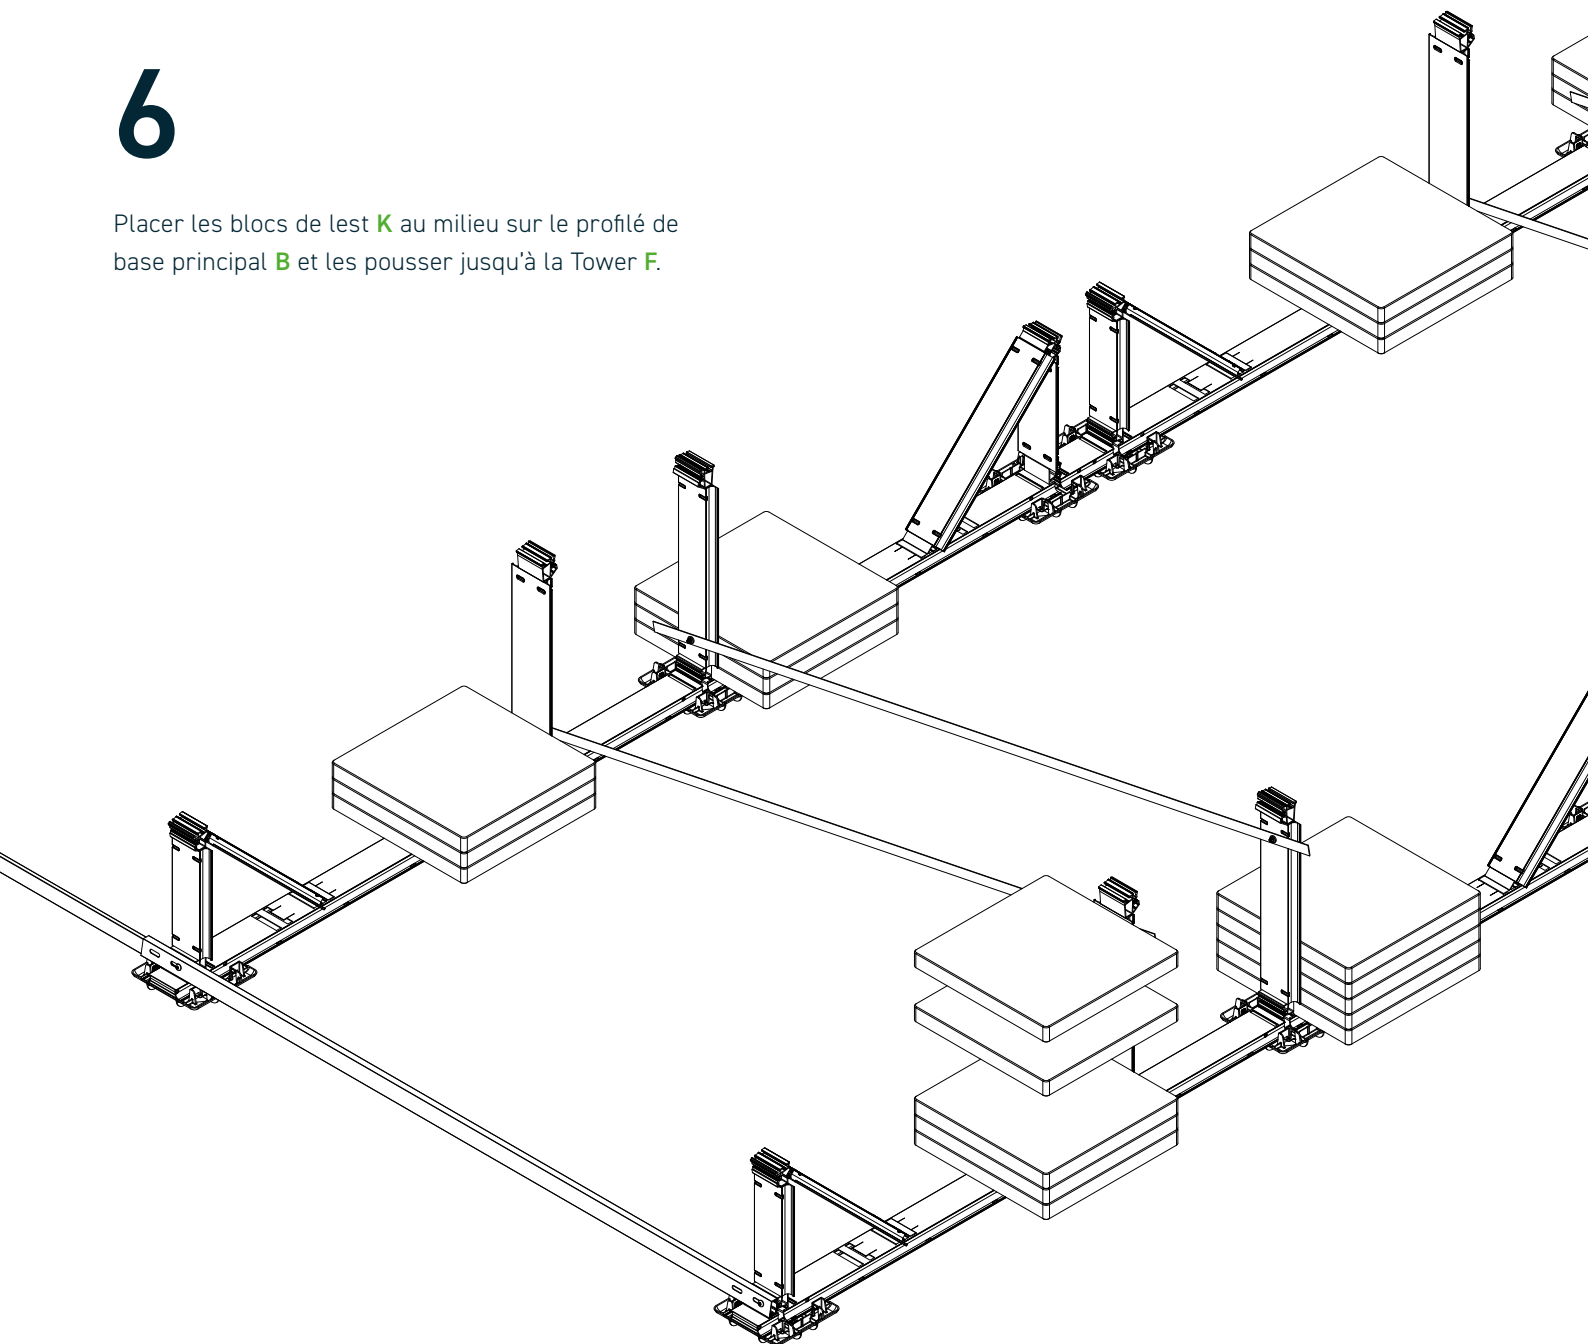 6
Placer les blocs de lest K au milieu sur le profilé de
base principal B et les pousser jusqu'à la Tower F.